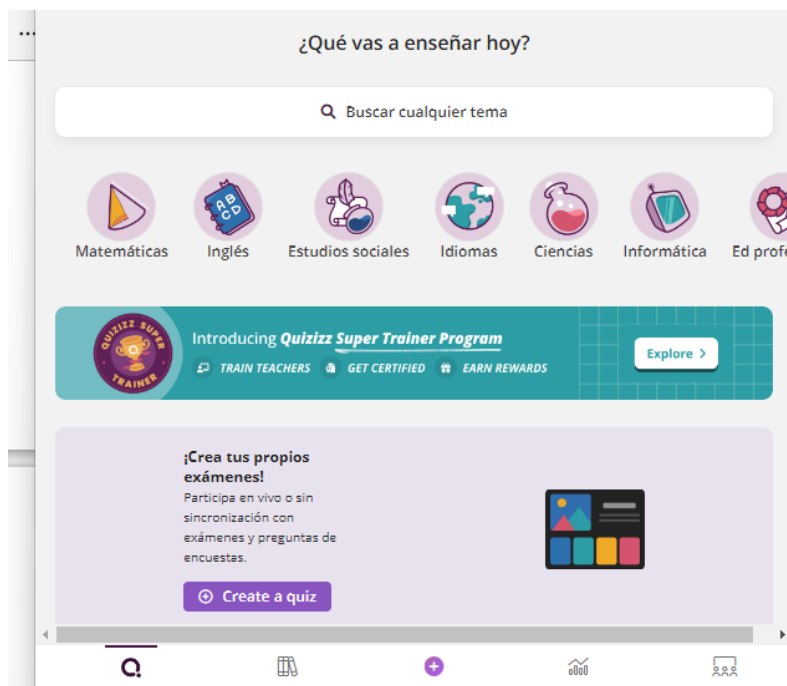 ...
¿Qué vas a enseñar hoy?
Buscar cualquier tema
Matemáticas Inglés Estudios sociales Idiomas Ciencias Informática Ed profe
QUIZIZZ SUPER TRAINER
Introducing Quizizz Super Trainer Program
TRAIN TEACHERS GET CERTIFIED EARN REWARDS
Explore >
¡Crea tus propios
exámenes!
Participa en vivo o sin
sincronización con
exámenes y preguntas de
encuestas.
Create a quiz